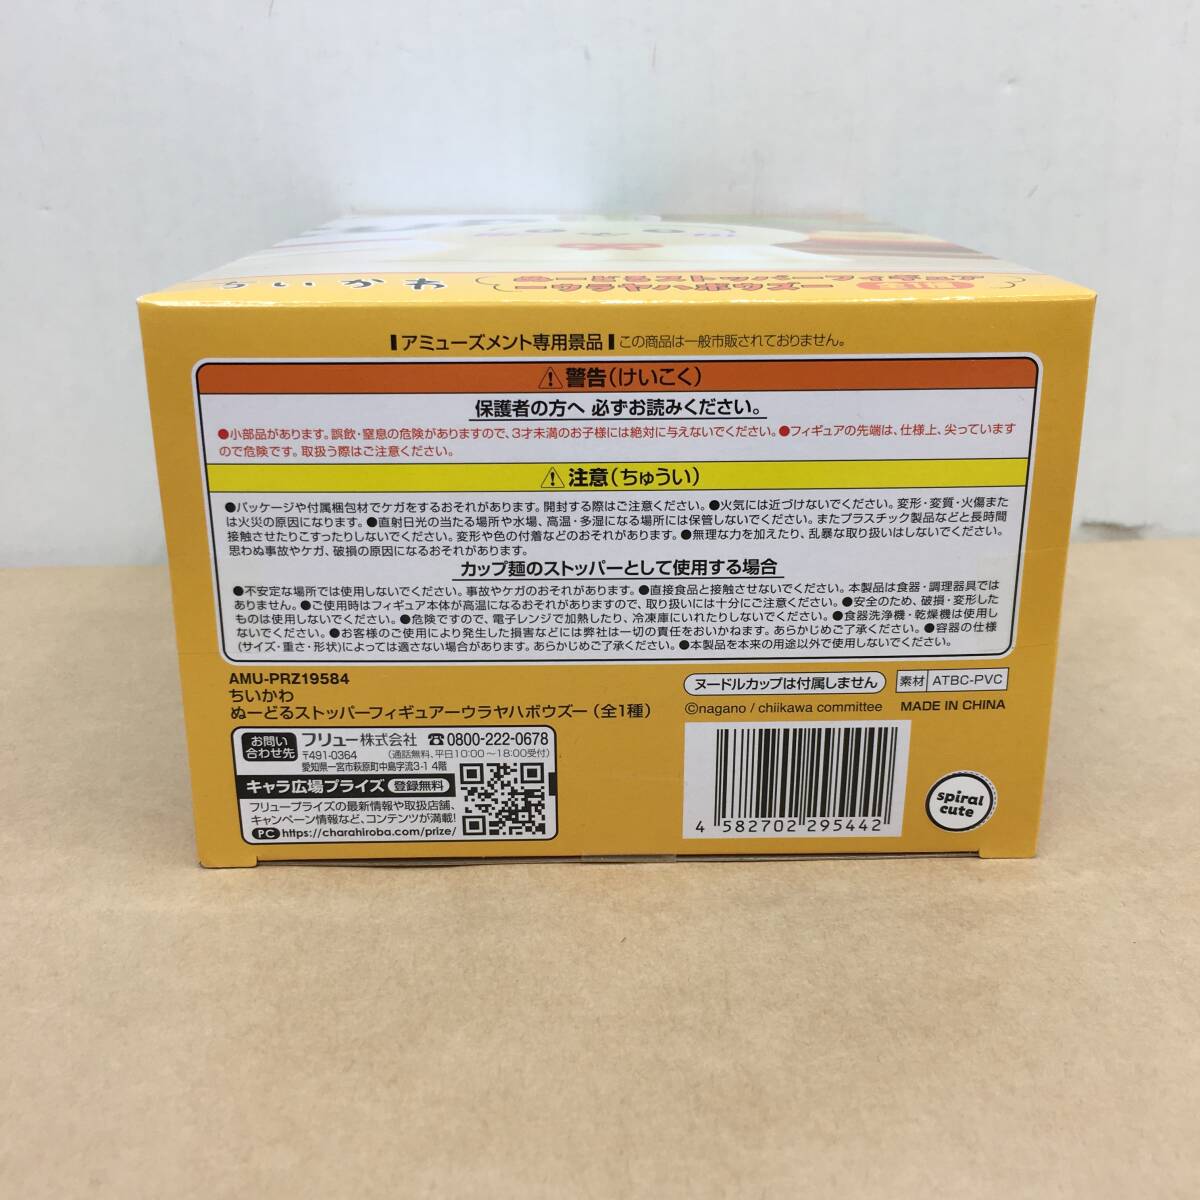 ちいかわ
ぬーどるストッパーフィギュア
ーウラヤハボウズー 全1種
アミューズメント専用景品 この商品は一般市販されておりません。
⚠警告(けいこく)
保護者の方へ 必ずお読みください。
●小部品があります。誤飲・窒息の危険がありますので、3才未満のお子様には絶対に与えないでください。●フィギュアの先端は、仕様上、尖っています
ので危険です。取扱う際はご注意ください。
⚠注意(ちゅうい)
●パッケージや付属梱包材でケガをするおそれがあります。開封する際はご注意ください。●火気には近づけないでください。変形・変質・火傷また
は火災の原因になります。●直射日光の当たる場所や水場、高温・多湿になる場所には保管しないでください。またプラスチック製品などと長時間
接触させたりこすったりしないでください。変形や色の付着などのおそれがあります。●無理な力を加えたり、乱暴な取り扱いはしないでください。
思わぬ事故やケガ、破損の原因になるおそれがあります。
カップ麺のストッパーとして使用する場合
●不安定な場所では使用しないでください。事故やケガのおそれがあります。●直接食品と接触させないでください。本製品は食器・調理器具では
ありません。●ご使用時はフィギュア本体が高温になるおそれがありますので、取り扱いには十分にご注意ください。●安全のため、破損・変形した
ものは使用しないでください。●危険ですので、電子レンジで加熱したり、冷凍庫にいれたりしないでください。●食器洗浄機・乾燥機は使用し
ないでください。●お客様のご使用により発生した損害などには弊社は一切の責任をおいかねます。あらかじめご了承ください。●容器の仕様
(サイズ・重さ・形状)によっては適さない場合があります。あらかじめご了承ください。●本製品を本来の用途以外で使用しないでください。
AMU-PRZ19584
ちいかわ
ぬーどるストッパーフィギュアーウラヤハボウズー(全1種)
ヌードルカップは付属しません
素材 ATBC-PVC
©nagano / chiikawa committee
MADE IN CHINA
お問い
合わせ先
フリュー株式会社 ☎0800-222-0678
〒491-0364 (通話無料、平日10:00～18:00受付)
愛知県一宮市萩原町中島字流3-1 4階
キャラ広場プライズ 登録無料
フリュープライズの最新情報や取扱店舗、
キャンペーン情報など、コンテンツが満載!
PC https://charahiroba.com/prize/
4 582702 295442
spiral
cute